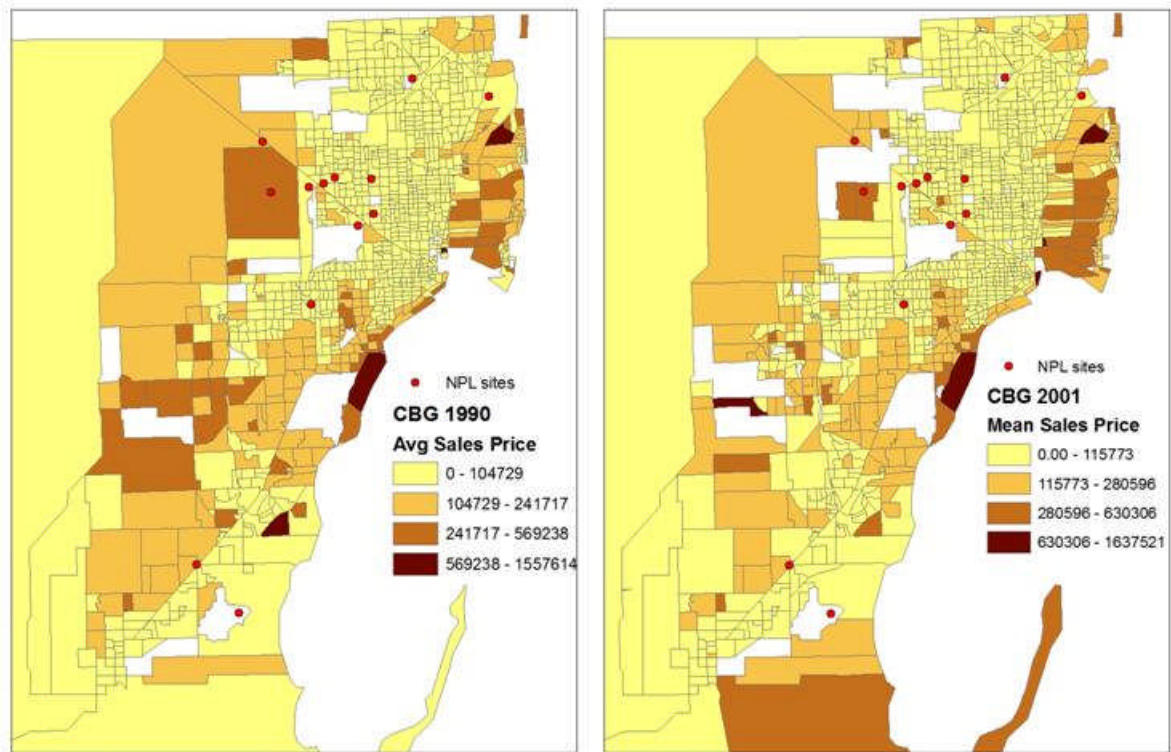 NPL sites
CBG 1990
Avg Sales Price
0 - 104729
104729 - 241717
241717 - 569238
569238 - 1557614
NPL sites
CBG 2001
Mean Sales Price
0.00 - 115773
115773 - 280596
280596 - 630306
630306 - 1637521